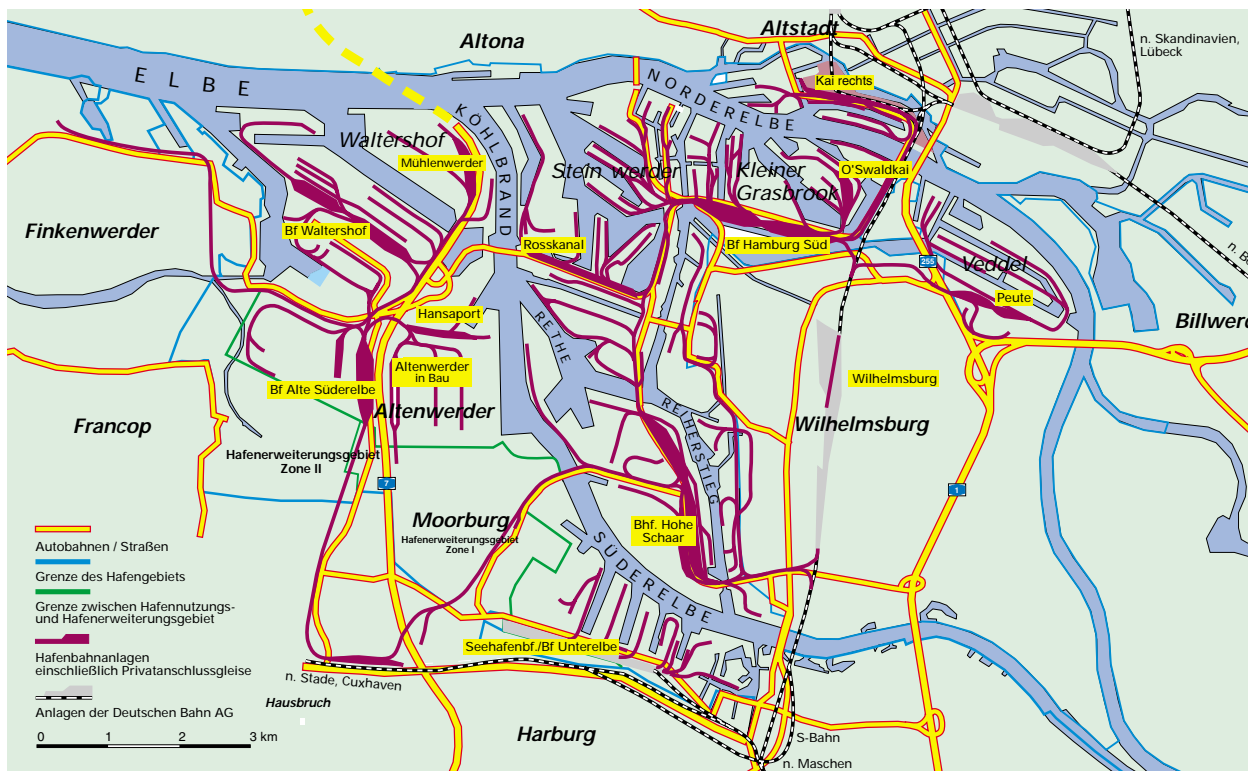 Altona
Altstadt
n. Skandinavien,
Lübeck
ELBE
KÖHLBRAND
NORDERELBE
Kai rechts
Waltershof
Mühlenwerder
Steinwerder
Kleiner
Grasbrook
O'Swaldkai
Finkenwerder
Bf Waltershof
Rosskanal
Bf Hamburg Süd
255
Veddel
Peute
Hansaport
RETHE
Altenwerder
in Bau
Bf Alte Süderelbe
Altenwerder
Wilhelmsburg
Wilhelmsburg
Francop
REIHERSTIEG
Hafenerweiterungsgebiet
Zone II
7
1
Moorburg
Hafenerweiterungsgebiet
Zone I
Bhf. Hohe
Schaar
SÜDERELBE
Autobahnen / Straßen
Grenze des Hafengebiets
Grenze zwischen Hafennutzungs-
und Hafenerweiterungsgebiet
Hafenbahnanlagen
einschließlich Privatanschlussgleise
Anlagen der Deutschen Bahn AG
0 1 2 3 km
Seehafenbf./Bf Unterelbe
n. Stade, Cuxhaven
Hausbruch
Harburg
S-Bahn
n. Maschen